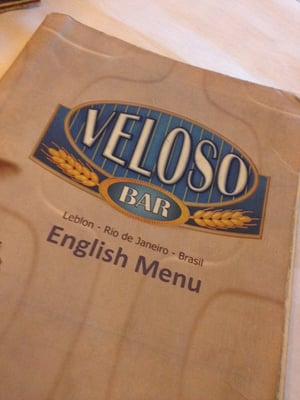 VELOSO
BAR
Leblon - Rio de Janeiro - Brasil
English Menu